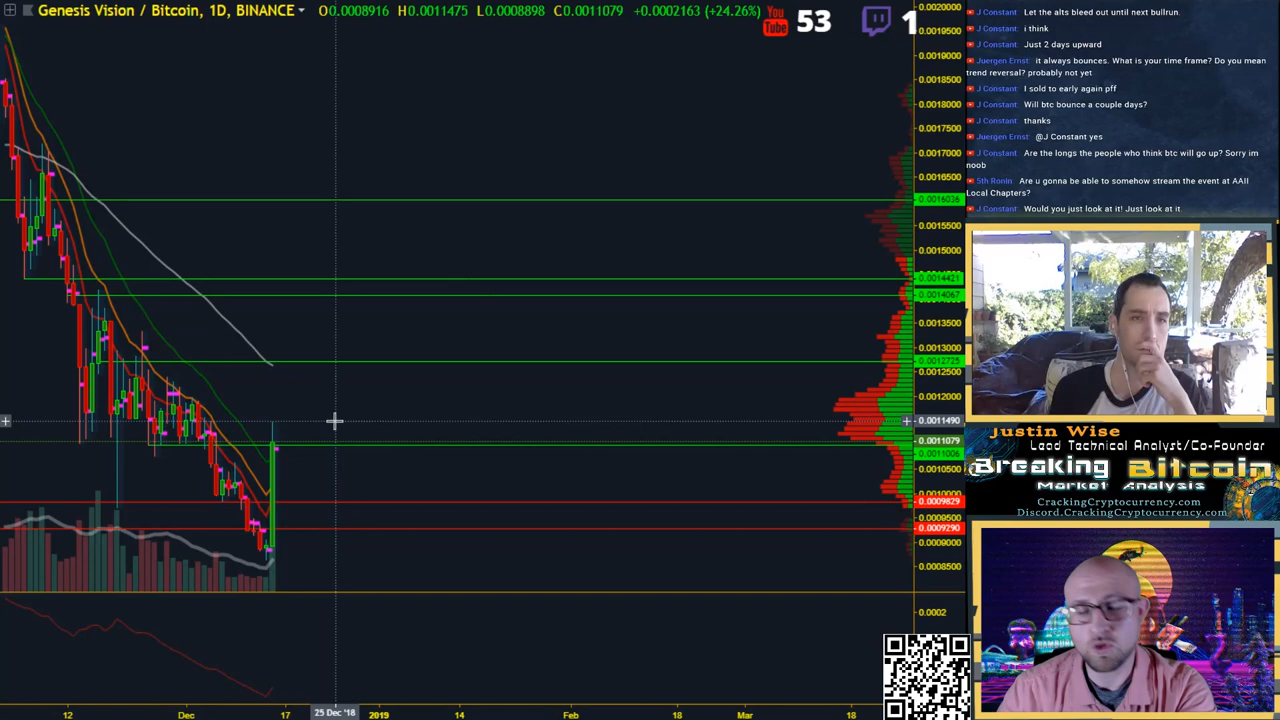 Genesis Vision / Bitcoin, 1D, BINANCE O0.0008916 H0.0011475 L0.0008898 C0.0011079 +0.0002163 (+24.26%)
You Tube 53 1
0.0020000
0.0019500
0.0019000
0.0018500
0.0018000
0.0017500
0.0017000
0.0016500
0.0016036
0.0015500
0.0015000
0.0014421
0.0014067
0.0013500
0.0013000
0.0012725
0.0012500
0.0012000
0.0011490
0.0011079
0.0011006
0.0010500
0.0010000
0.0009829
0.0009500
0.0009290
0.0009000
0.0008500
0.0002
12 Dec 17 25 Dec '18 2019 14 Feb 18 Mar 18
J Constant Let the alts bleed out until next bullrun.
J Constant i think
J Constant Just 2 days upward
Juergen Ernst it always bounces. What is your time frame? Do you mean
trend reversal? probably not yet
J Constant I sold to early again pff
J Constant Will btc bounce a couple days?
J Constant thanks
Juergen Ernst @J Constant yes
J Constant Are the longs the people who think btc will go up? Sorry im
noob
5th Ronin Are u gonna be able to somehow stream the event at AAII
Local Chapters?
J Constant Would you just look at it! Just look at it.
Justin Wise
Lead Technical Analyst/Co-Founder
Breaking Bitcoin
Market Analysis
CrackingCryptocurrency.com
Discord.CrackingCryptocurrency.com